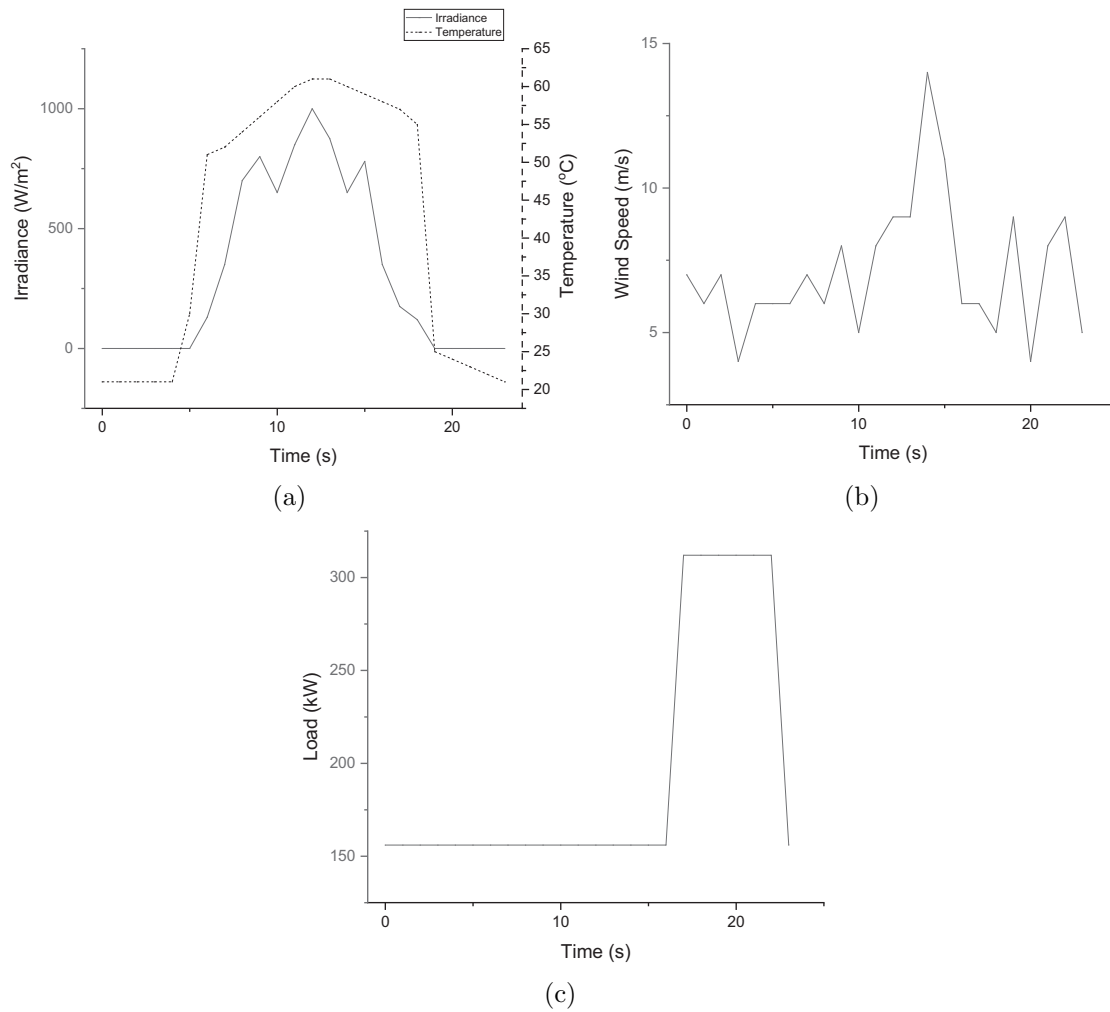 Irradiance
Temperature
Irradiance (W/m²)
1000
500
0
65
60
55
50
45
40
35
30
25
20
Temperature (ºC)
0
10
20
Time (s)
(a)
Wind Speed (m/s)
15
10
5
0
10
20
Time (s)
(b)
Load (kW)
300
250
200
150
0
10
20
Time (s)
(c)